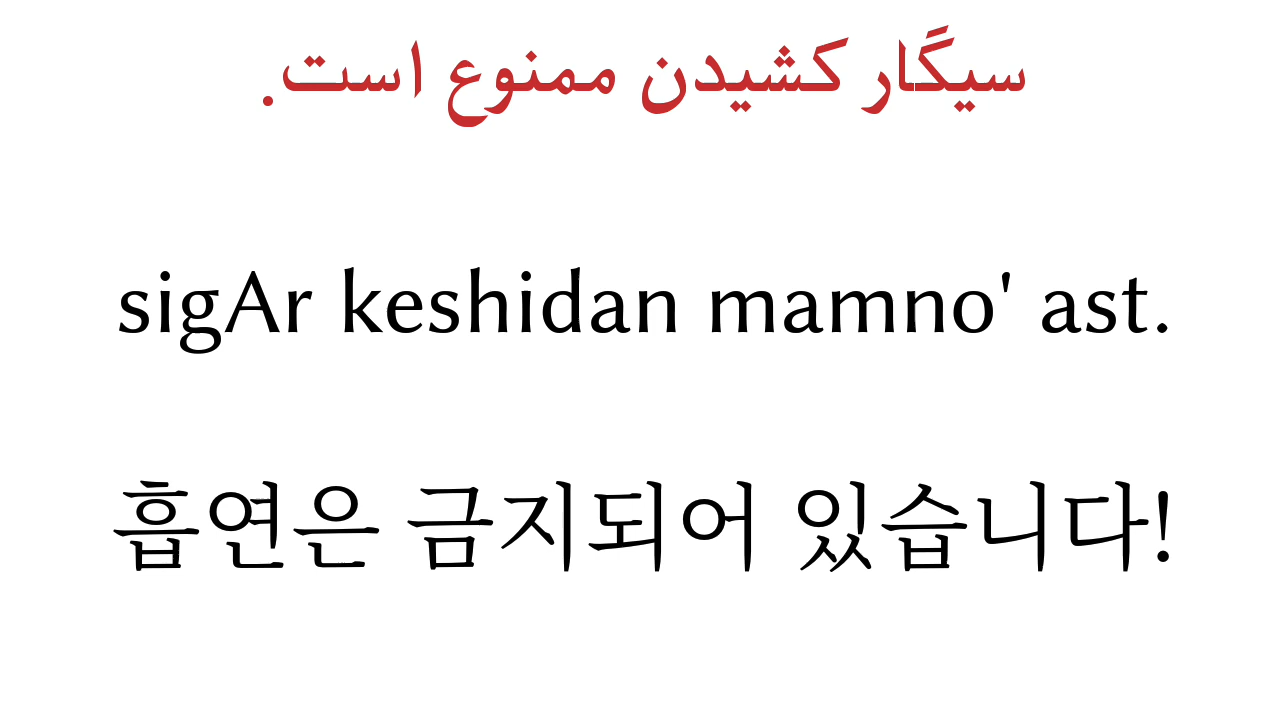 سیگار کشیدن ممنوع است.
sigAr keshidan mamno' ast.
흡연은 금지되어 있습니다!